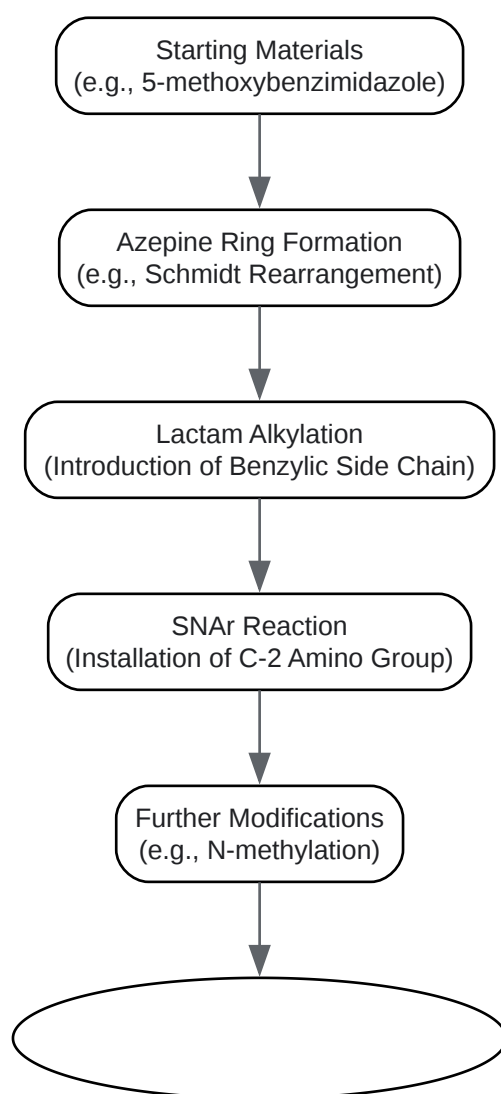 Starting Materials
(e.g., 5-methoxybenzimidazole)
Azepine Ring Formation
(e.g., Schmidt Rearrangement)
Lactam Alkylation
(Introduction of Benzylic Side Chain)
SNAr Reaction
(Installation of C-2 Amino Group)
Further Modifications
(e.g., N-methylation)